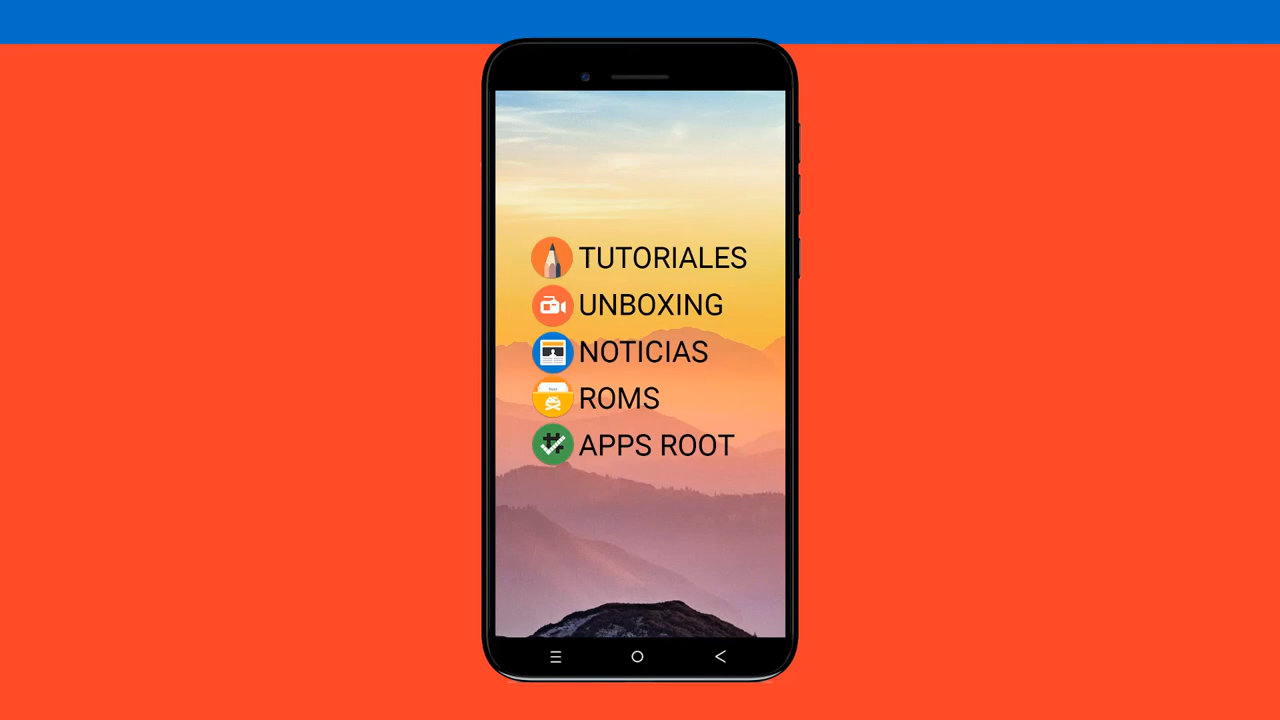 TUTORIALES
UNBOXING
NOTICIAS
ROMS
APPS ROOT